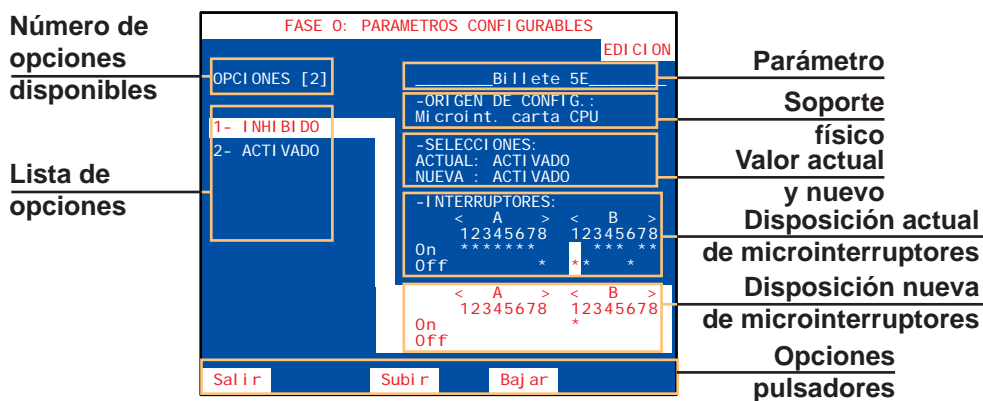 FASE 0: PARAMETROS CONFIGURABLES
EDICION
Número de
opciones
disponibles
OPCIONES [2]
Lista de
opciones
1- INHIBIDO
2- ACTIVADO
Billete 5E
Parámetro
-ORIGEN DE CONFIG.:
Microint. carta CPU
Soporte
físico
-SELECCIONES:
ACTUAL: ACTIVADO
NUEVA : ACTIVADO
Valor actual
y nuevo
-INTERRUPTORES:
< A > < B >
12345678 12345678
On ******* *** **
Off * ** *
Disposición actual
de microinterruptores
< A > < B >
12345678 12345678
On *
Off
Disposición nueva
de microinterruptores
Salir Subir Bajar
Opciones
pulsadores